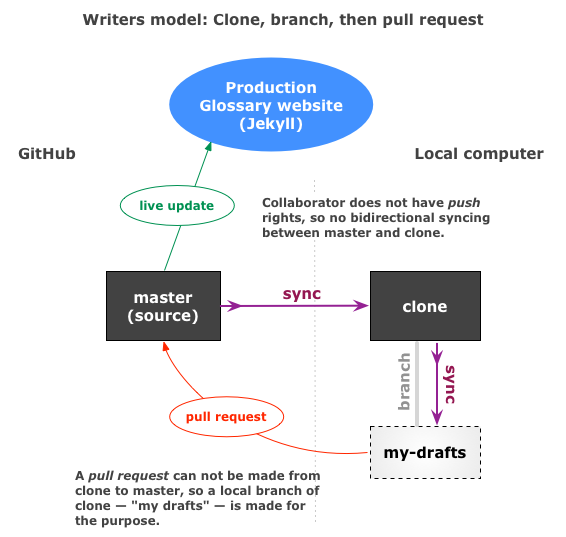 Writers model: Clone, branch, then pull request
Production
Glossary website
(Jekyll)
GitHub
Local computer
live update
Collaborator does not have push
rights, so no bidirectional syncing
between master and clone.
master
(source)
sync
clone
branch
sync
pull request
my-drafts
A pull request can not be made from
clone to master, so a local branch of
clone — "my drafts" — is made for
the purpose.